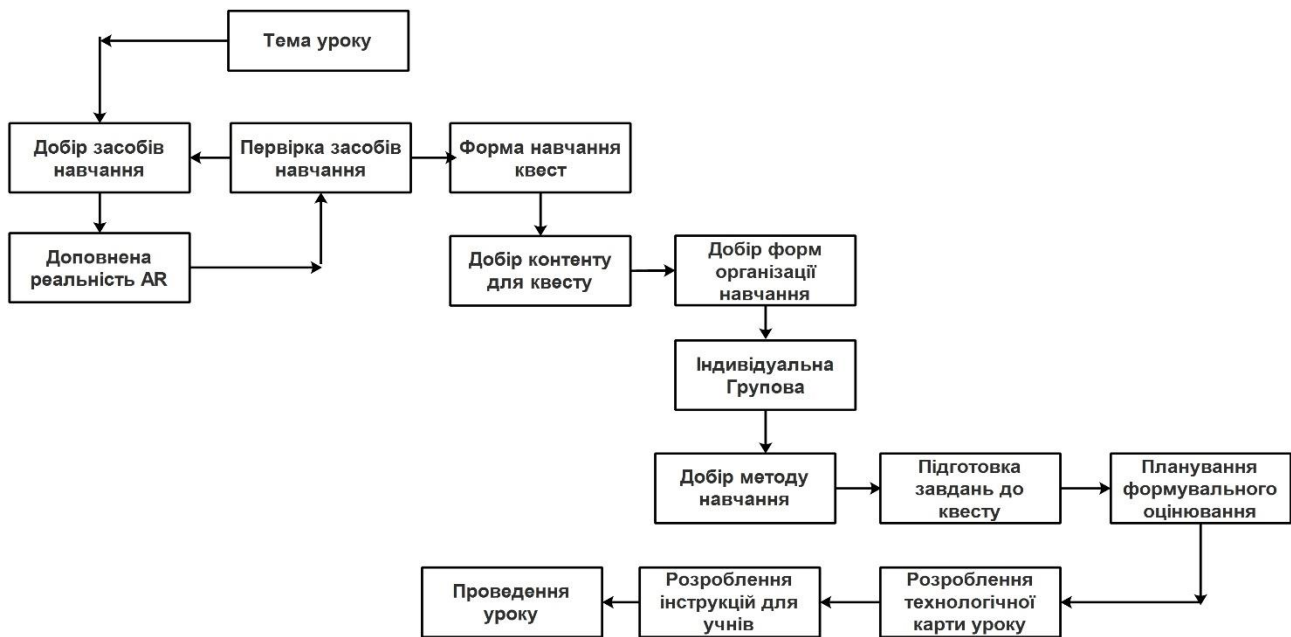 Тема уроку
Добір засобів
навчання
Первірка засобів
навчання
Форма навчання
квест
Доповнена
реальність AR
Добір контенту
для квесту
Добір форм
організації
навчання
Індивідуальна
Групова
Добір методу
навчання
Підготовка
завдань до
квесту
Планування
формувального
оцінювання
Проведення
уроку
Розроблення
інструкцій для
учнів
Розроблення
технологічної
карти уроку